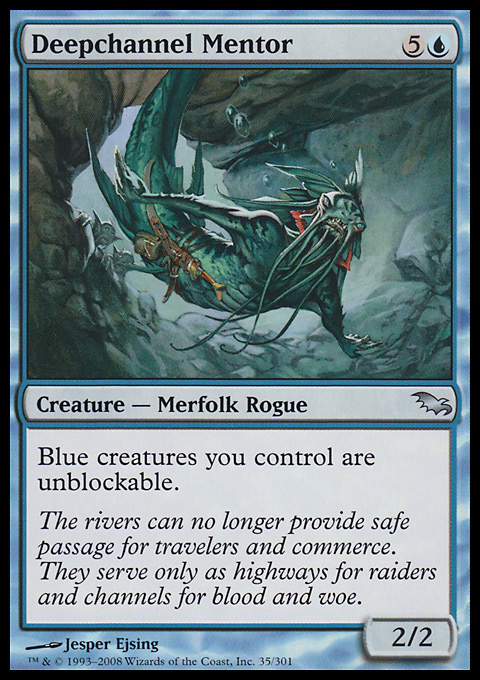 Deepchannel Mentor 5
Creature — Merfolk Rogue
Blue creatures you control are
unblockable.
The rivers can no longer provide safe
passage for travelers and commerce.
They serve only as highways for raiders
and channels for blood and woe.
Jesper Ejsing
2/2
™ & © 1993–2008 Wizards of the Coast, Inc. 35/301